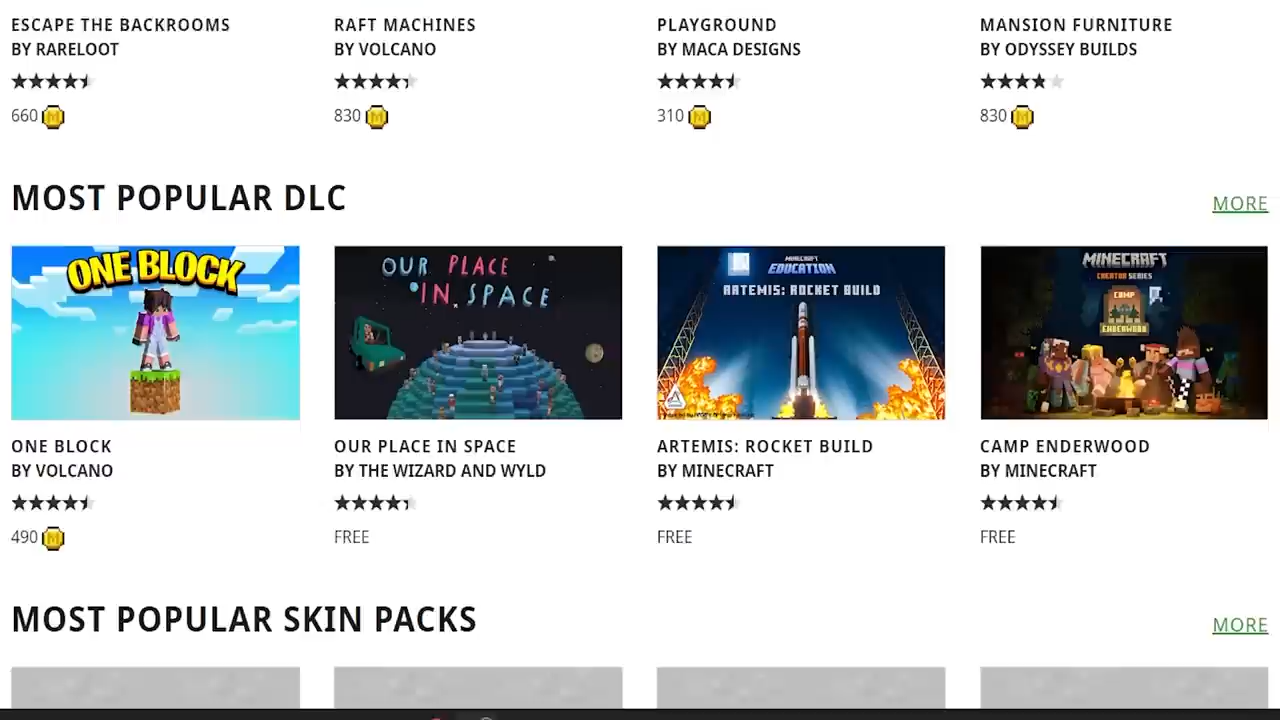 ESCAPE THE BACKROOMS
BY RARELOOT
660
RAFT MACHINES
BY VOLCANO
830
PLAYGROUND
BY MACA DESIGNS
310
MANSION FURNITURE
BY ODYSSEY BUILDS
830
MOST POPULAR DLC
MORE
ONE BLOCK
ONE BLOCK
BY VOLCANO
490
OUR PLACE
IN SPACE
OUR PLACE IN SPACE
BY THE WIZARD AND WYLD
FREE
MINECRAFT
EDUCATION
ARTEMIS: ROCKET BUILD
ARTEMIS: ROCKET BUILD
BY MINECRAFT
FREE
MINECRAFT
CREATOR SERIES
CAMP
ENDERWOOD
CAMP ENDERWOOD
BY MINECRAFT
FREE
MOST POPULAR SKIN PACKS
MORE